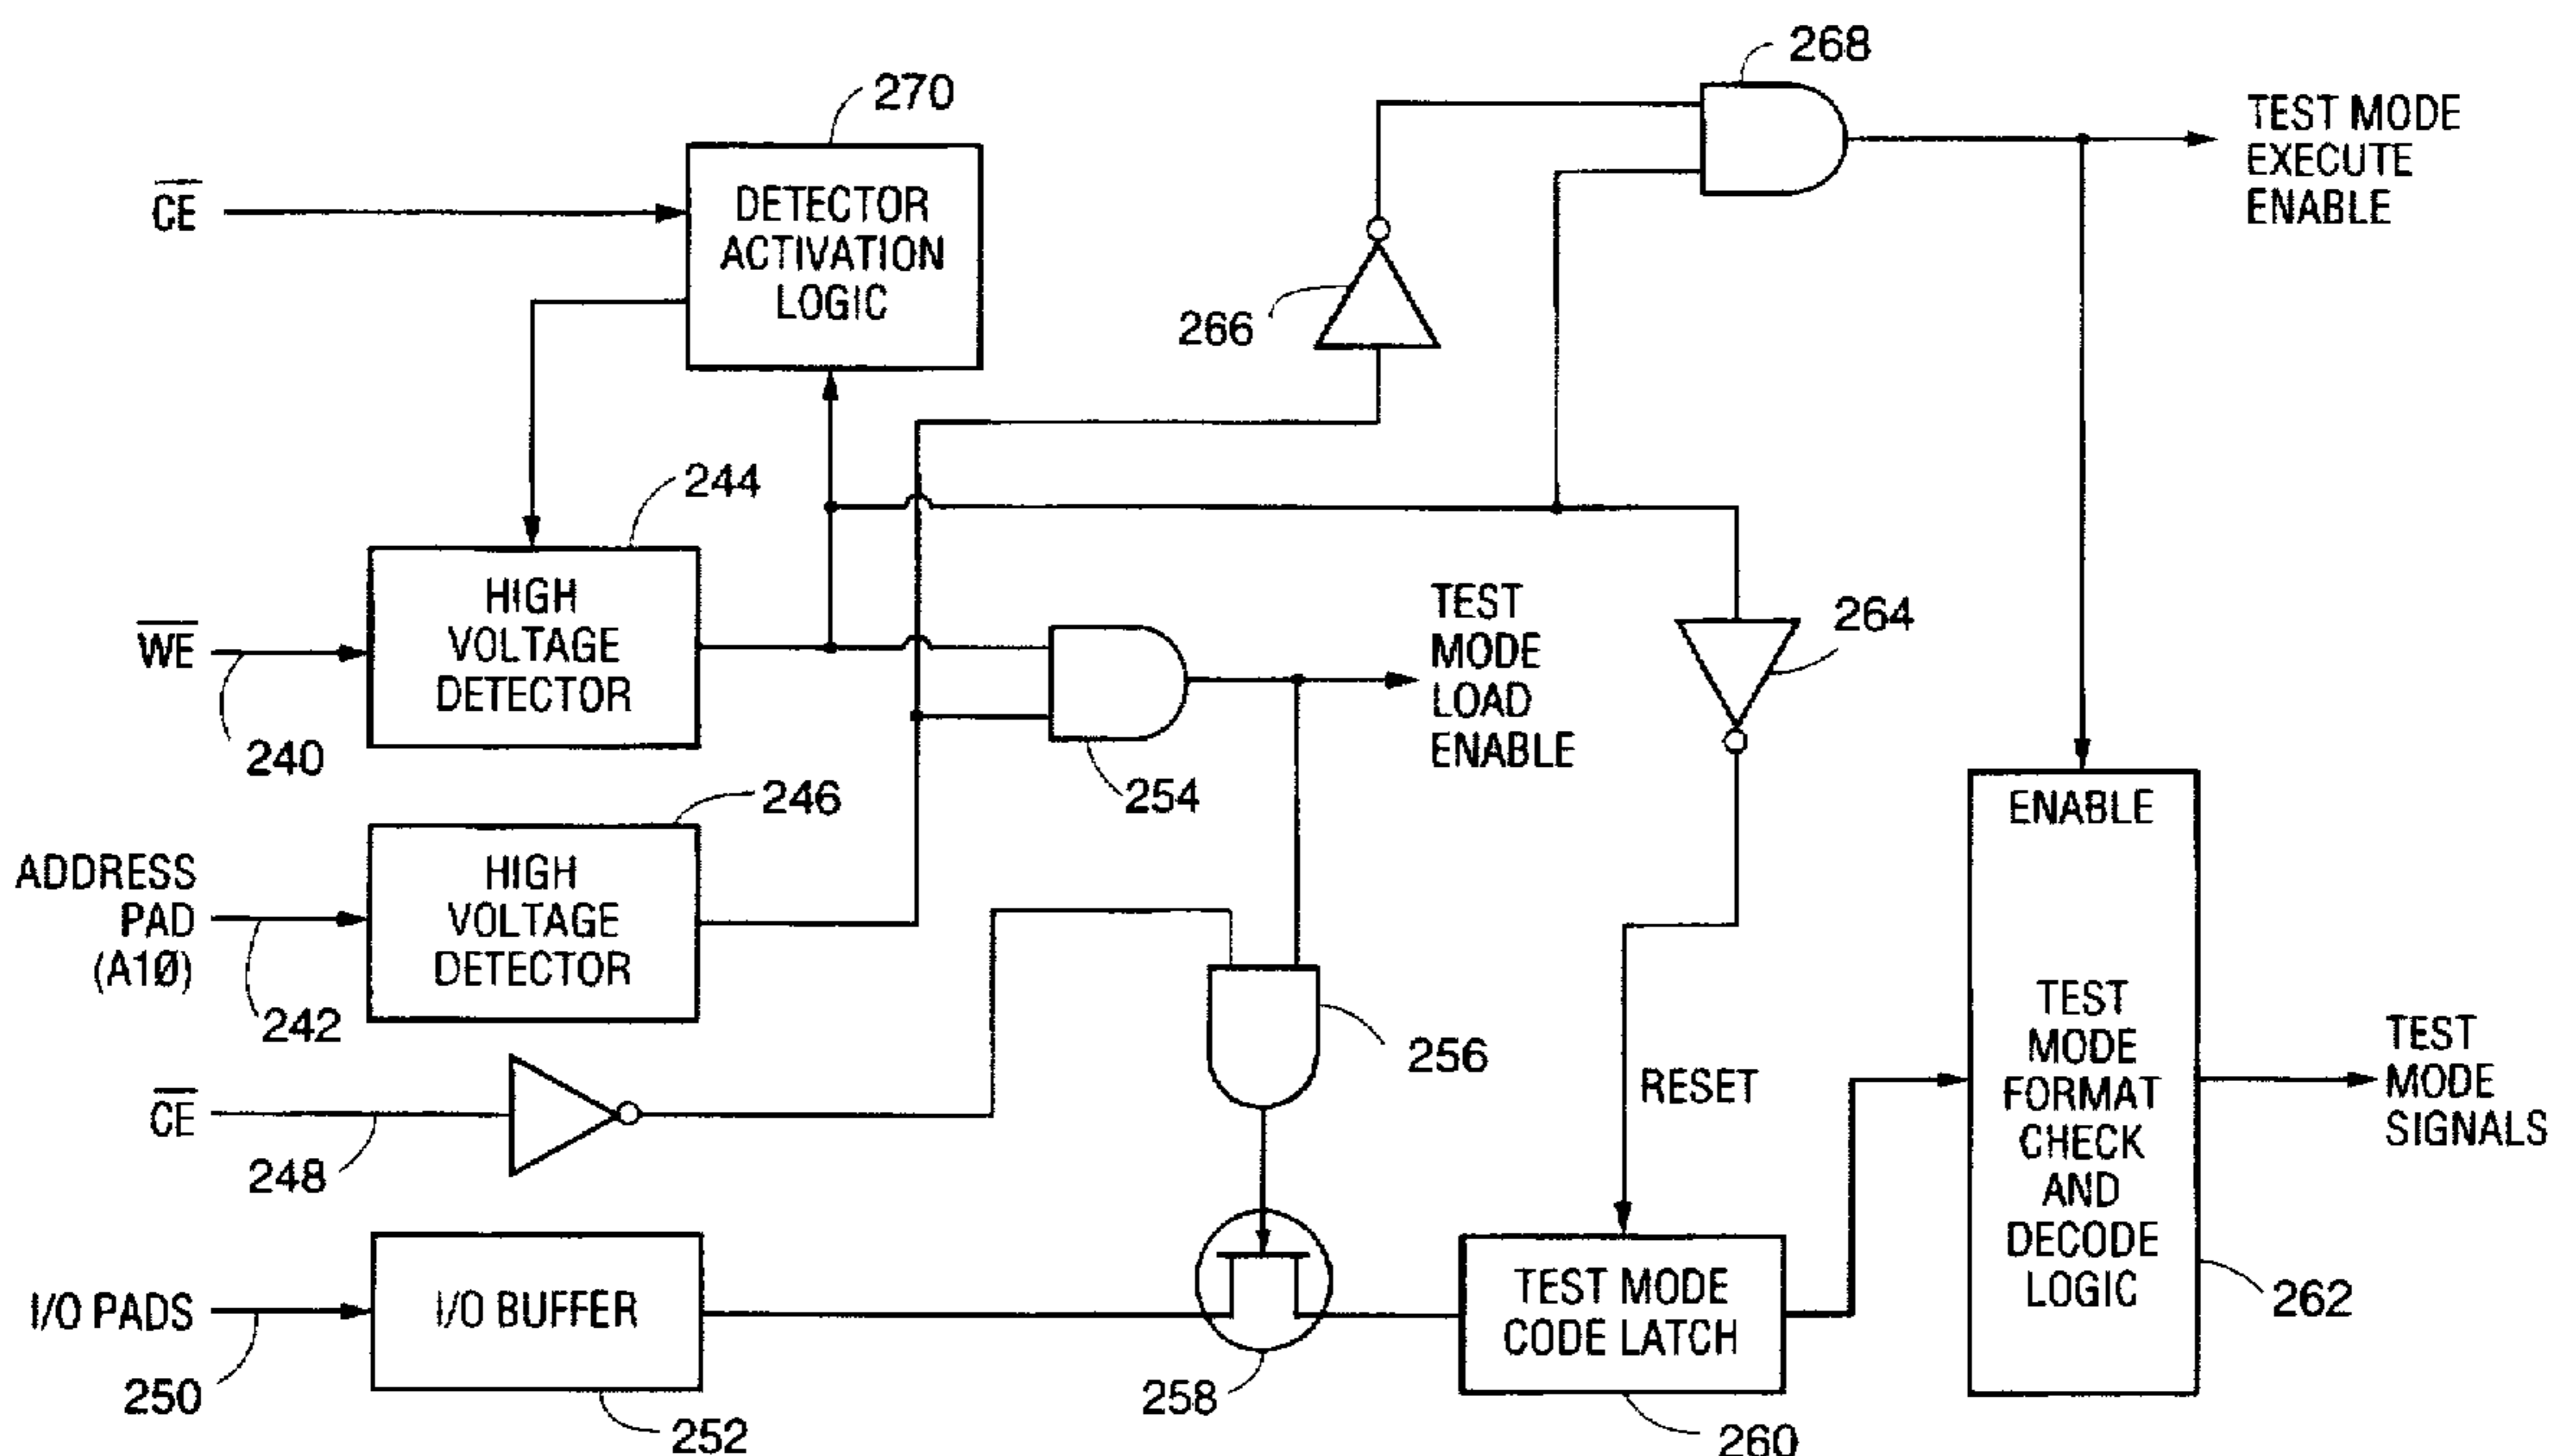 268
270
TEST MODE
EXECUTE
ENABLE
CE
DETECTOR
ACTIVATION
LOGIC
266
244
HIGH
VOLTAGE
DETECTOR
WE
240
TEST
MODE
LOAD
ENABLE
264
254
246
ADDRESS
PAD
(A1Ø)
242
HIGH
VOLTAGE
DETECTOR
ENABLE
TEST
MODE
FORMAT
CHECK
AND
DECODE
LOGIC
262
256
RESET
TEST
MODE
SIGNALS
CE
248
I/O PADS
250
I/O BUFFER
252
258
TEST MODE
CODE LATCH
260